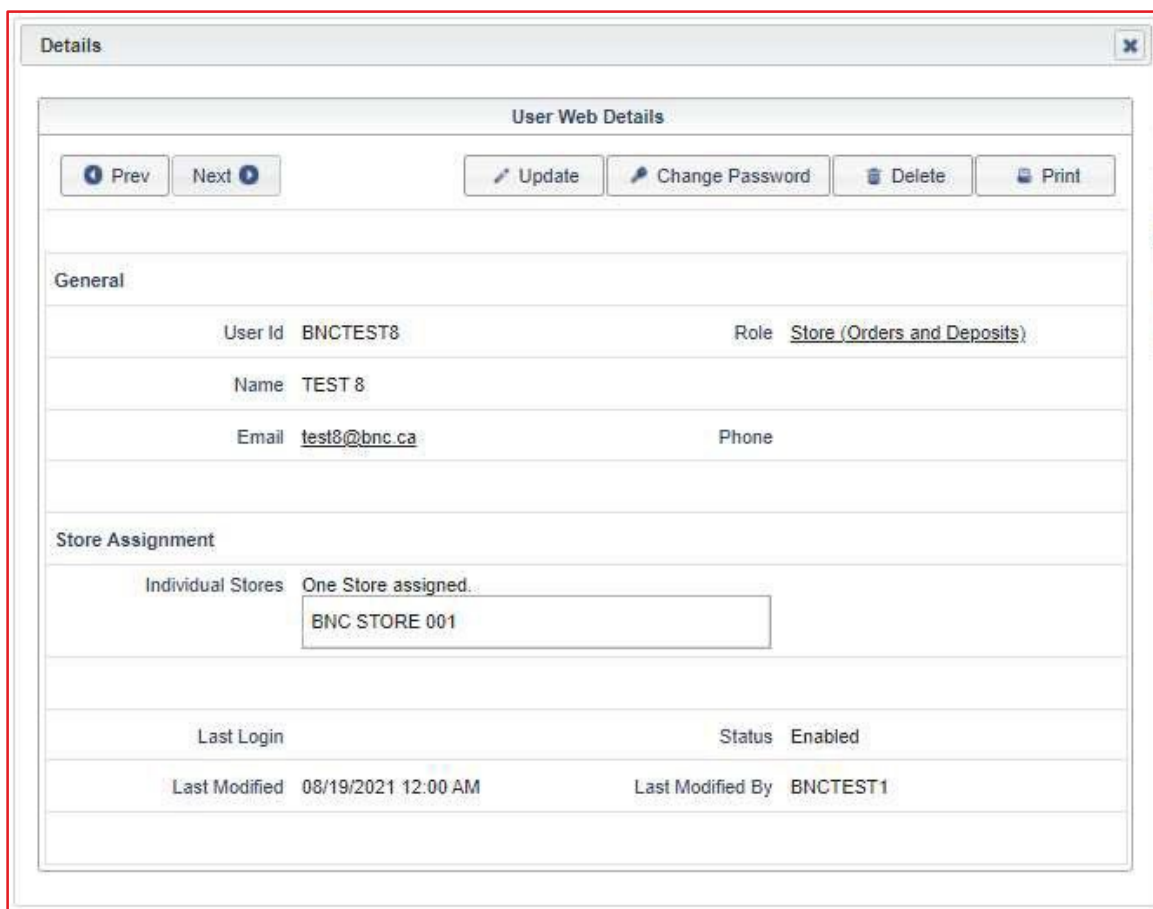 Details
User Web Details
Prev Next Update Change Password Delete Print
General
User Id BNCTEST8 Role Store (Orders and Deposits)
Name TEST 8
Email test8@bnc.ca Phone
Store Assignment
Individual Stores One Store assigned.
BNC STORE 001
Last Login Status Enabled
Last Modified 08/19/2021 12:00 AM Last Modified By BNCTEST1